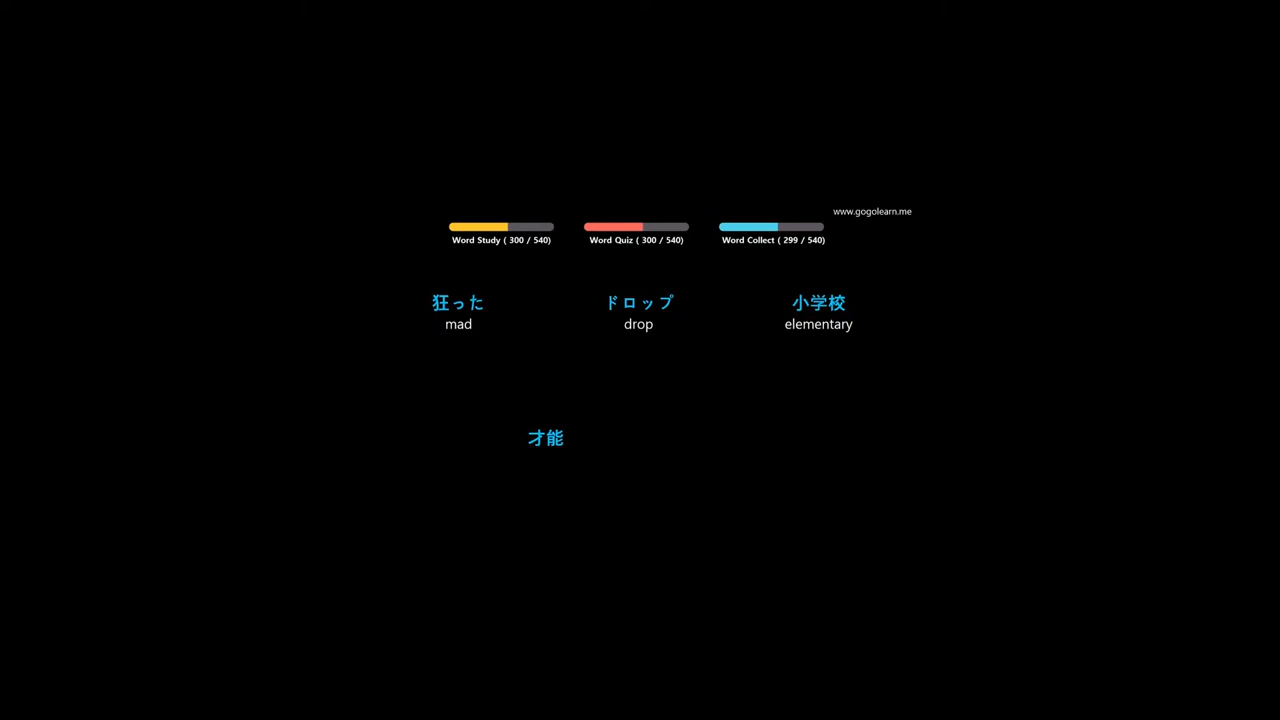 www.gogolearn.me
Word Study ( 300 / 540) Word Quiz ( 300 / 540) Word Collect ( 299 / 540)
狂った ドロップ 小学校
mad drop elementary
才能